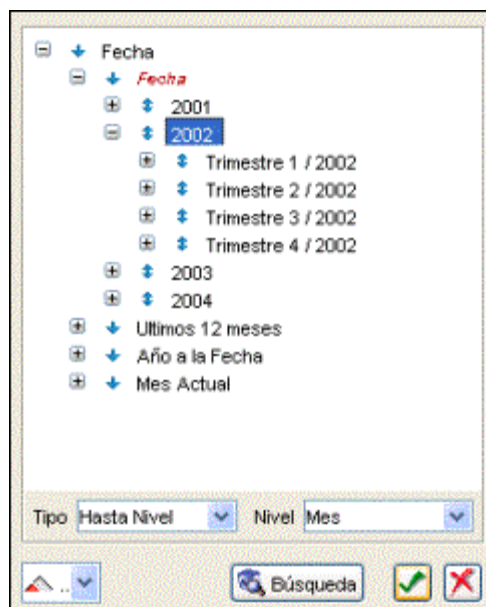 Fecha
Fecha
2001
2002
Trimestre 1 / 2002
Trimestre 2 / 2002
Trimestre 3 / 2002
Trimestre 4 / 2002
2003
2004
Ultimos 12 meses
Año a la Fecha
Mes Actual
Tipo Hasta Nivel Nivel Mes
.. Búsqueda